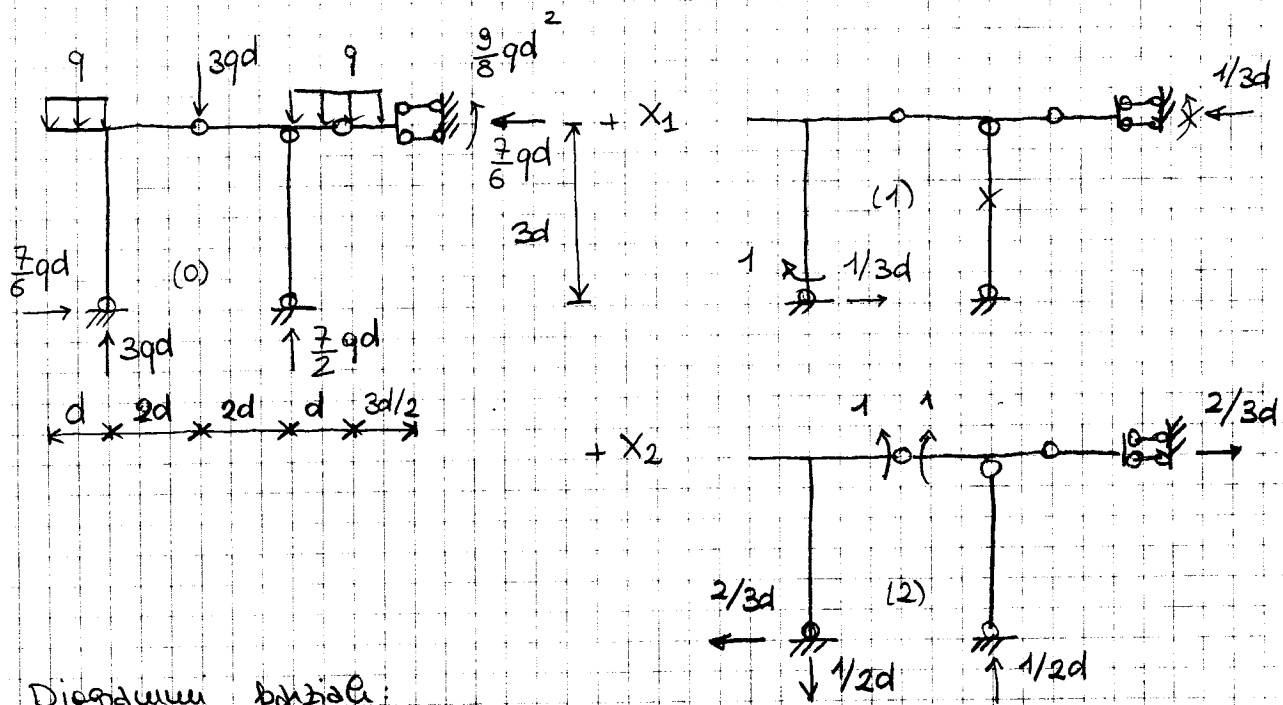 q
3qd
q
9/8 qd²
7/6 qd
+ X1
1/3d
(1)
3d
7/6 qd
(0)
3qd
7/2 qd
1
1/3d
d 2d 2d d 3d/2
+ X2
1 1
2/3d
2/3d
(2)
1/2d
1/2d
Diagrammi parziali: